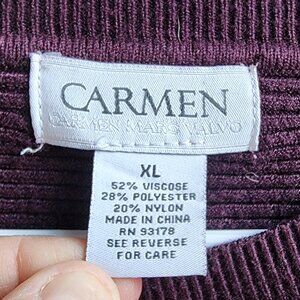 CARMEN
CARMEN MARC VALVO
XL
52% VISCOSE
28% POLYESTER
20% NYLON
MADE IN CHINA
RN 93178
SEE REVERSE
FOR CARE